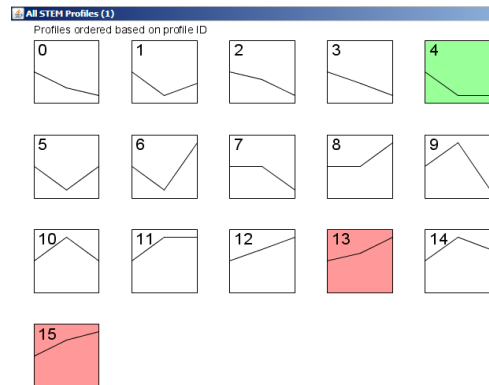 All STEM Profiles (1)
Profiles ordered based on profile ID
0 1 2 3 4
5 6 7 8 9
10 11 12 13 14
15